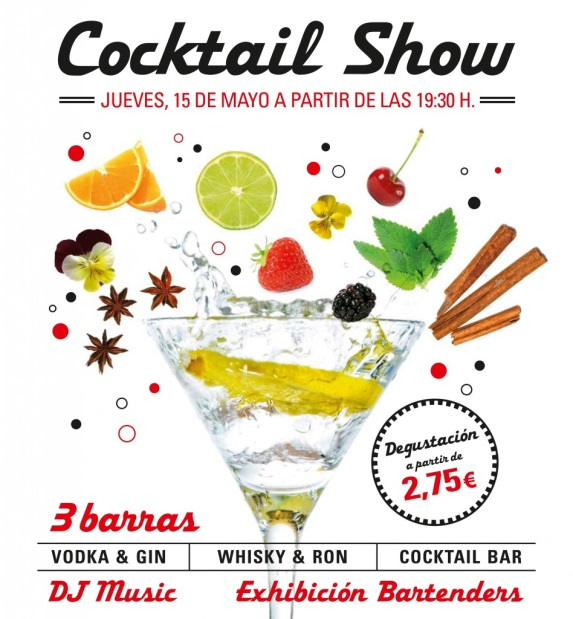 Cocktail Show
JUEVES, 15 DE MAYO A PARTIR DE LAS 19:30 H.
Degustación
a partir de
2,75€
3 barras
VODKA & GIN
WHISKY & RON
COCKTAIL BAR
DJ Music
Exhibición Bartenders